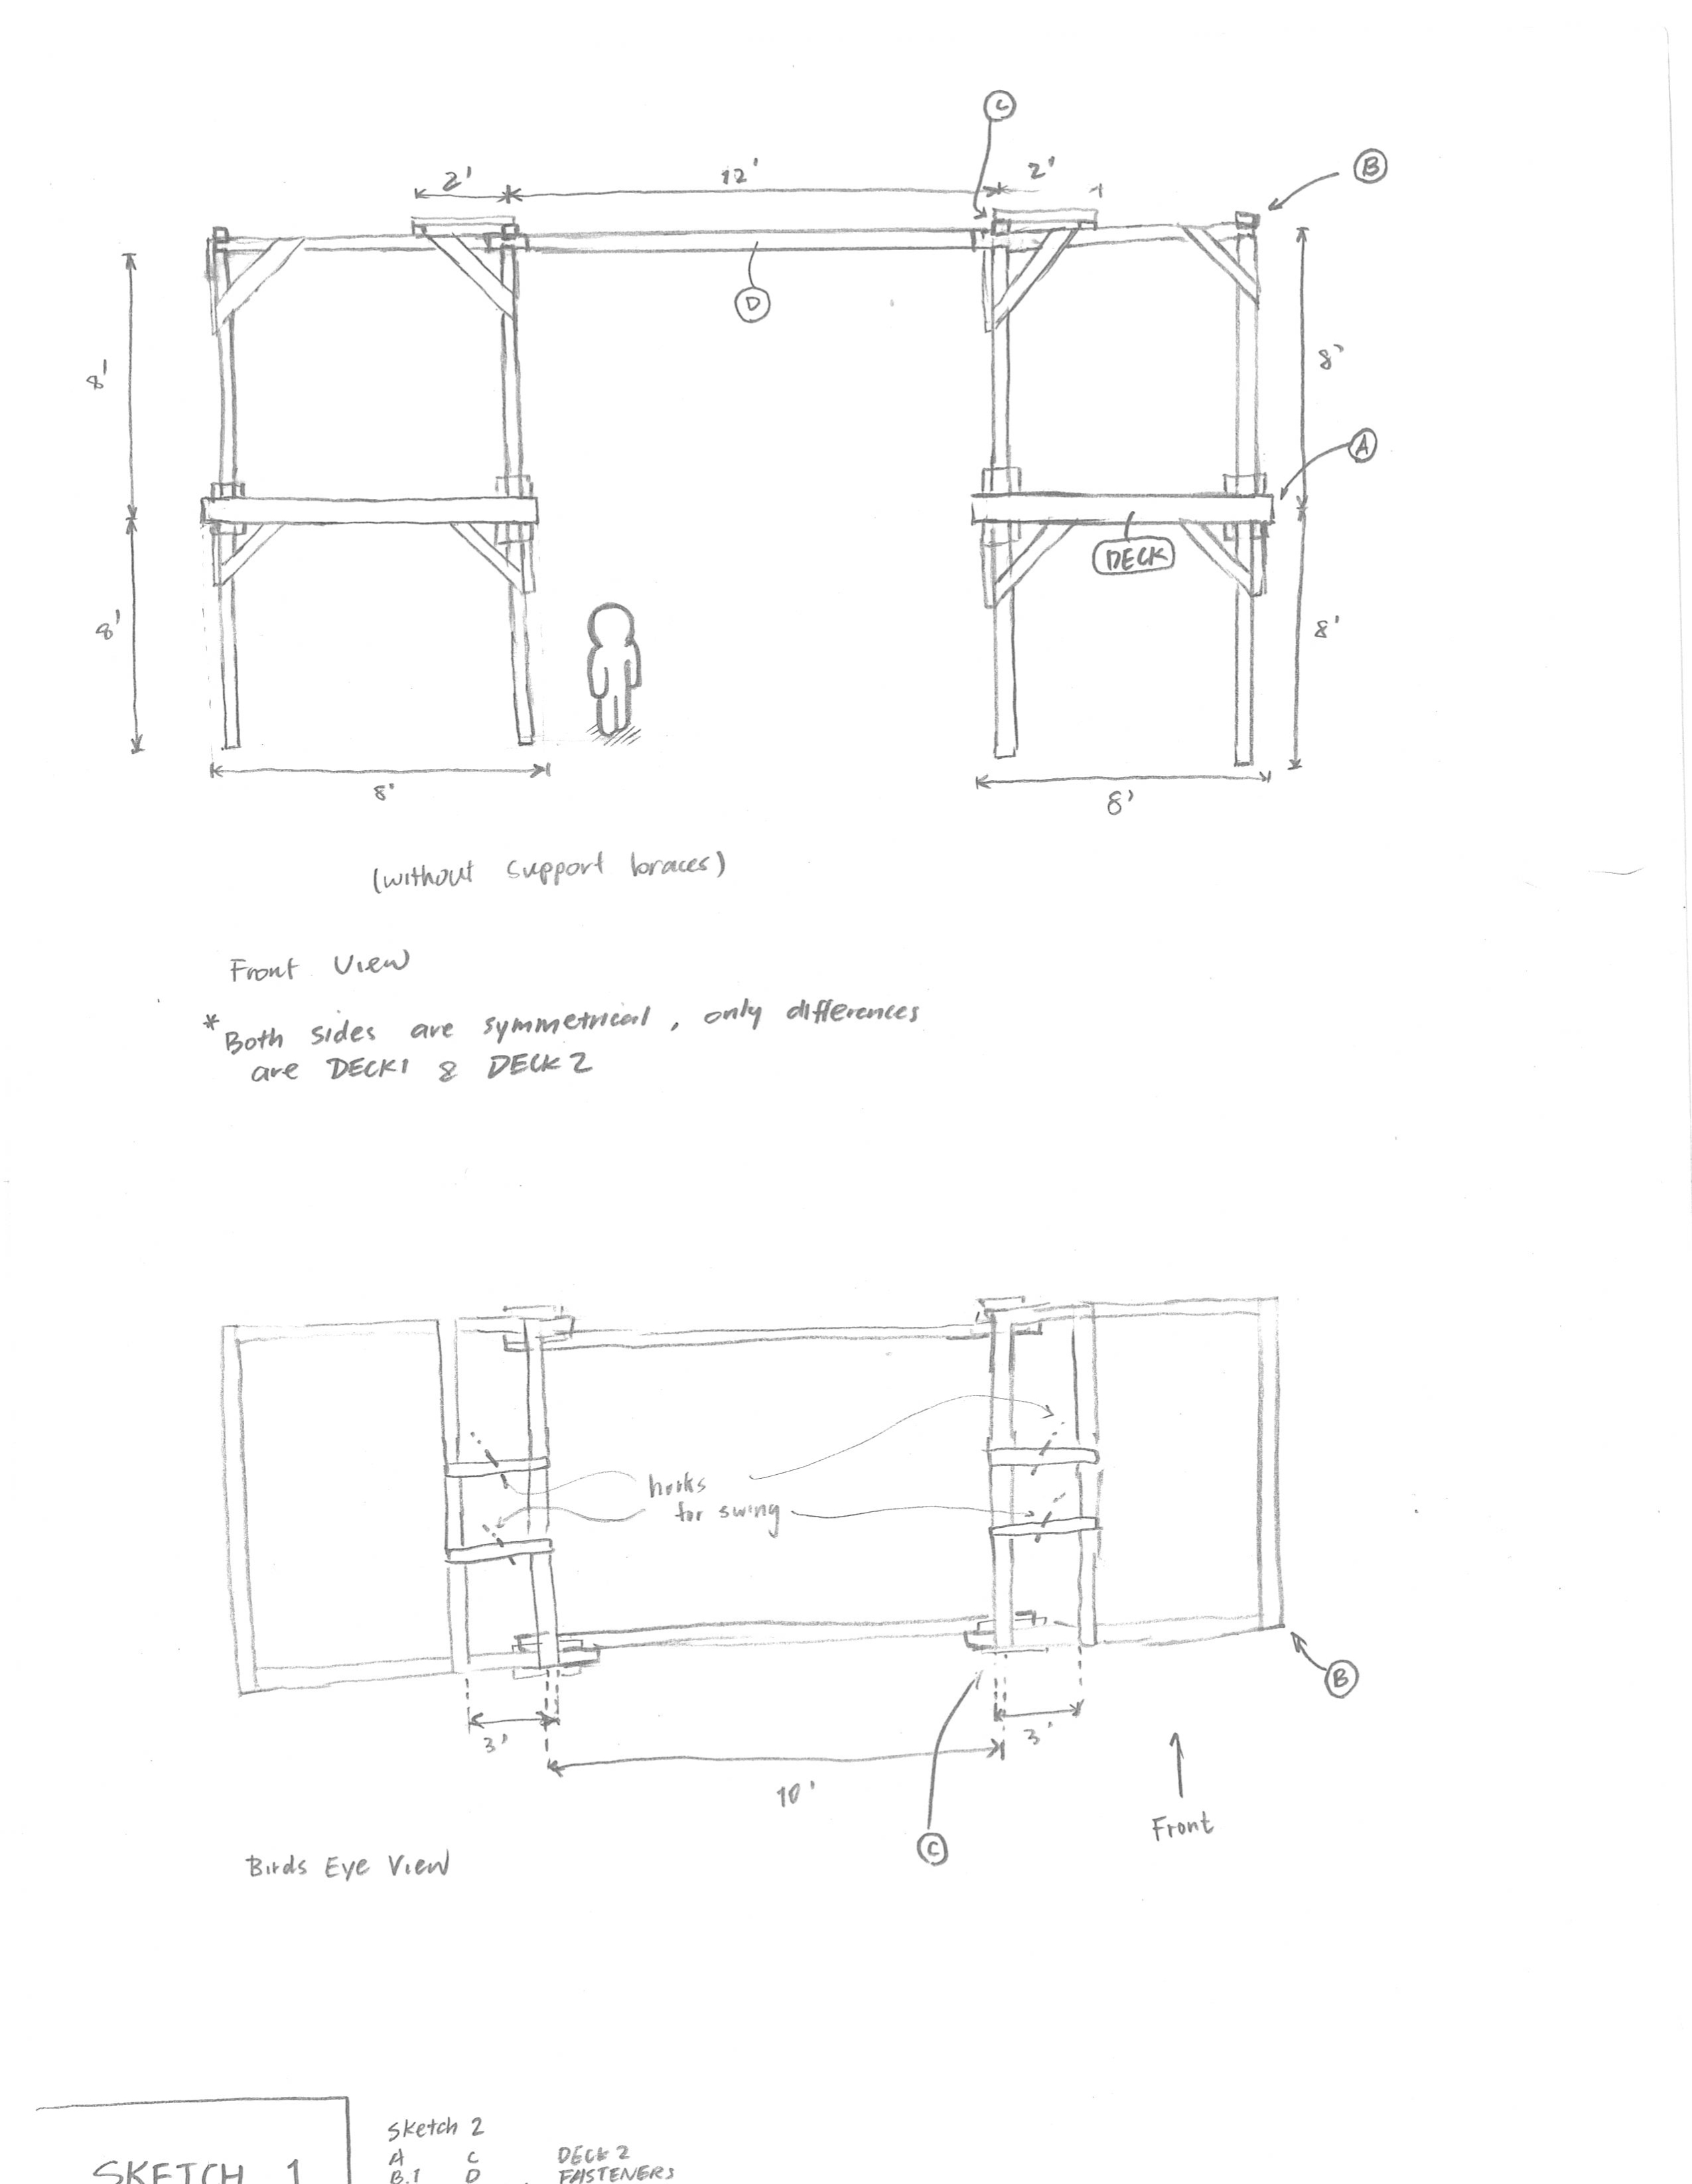 C
B
2'
12'
2'
D
8'
8'
A
DECK
8'
8'
8'
8'
(without support braces)
Front View
*Both sides are symmetrical, only differences
are DECK1 & DECK 2
hooks
for swing
B
3'
3'
10'
C
Front
Birds Eye View
SKETCH 1
Sketch 2
A C DECK 2
B.1 D FASTENERS